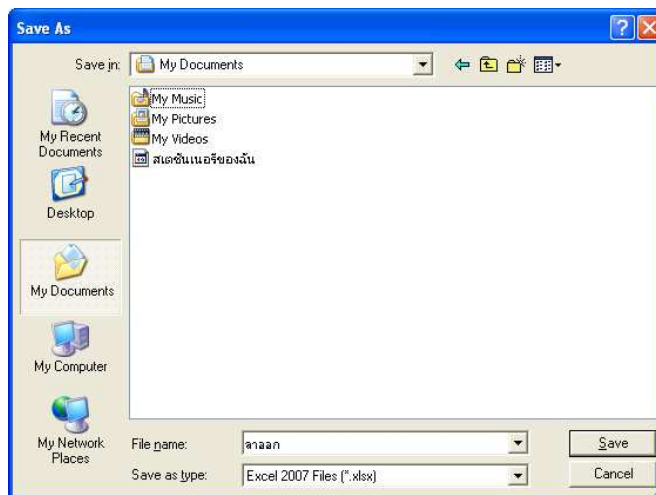 Save As
Save in: My Documents
My Music
My Pictures
My Videos
สเตชันเนอรีของฉัน
My Recent
Documents
Desktop
My Documents
My Computer
My Network
Places
File name: ลาออก
Save
Save as type: Excel 2007 Files (*.xlsx)
Cancel